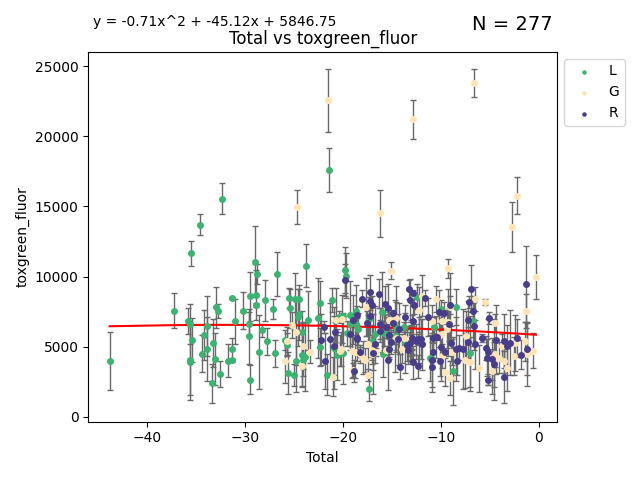 y = -0.71x^2 + -45.12x + 5846.75
N = 277
Total vs toxgreen_fluor
25000
20000
15000
10000
5000
0
toxgreen_fluor
−40
−30
−20
−10
0
Total
L
G
R